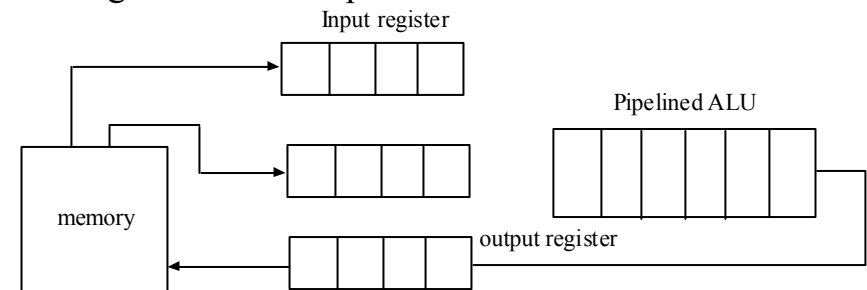 Input register
Pipelined ALU
memory
output register